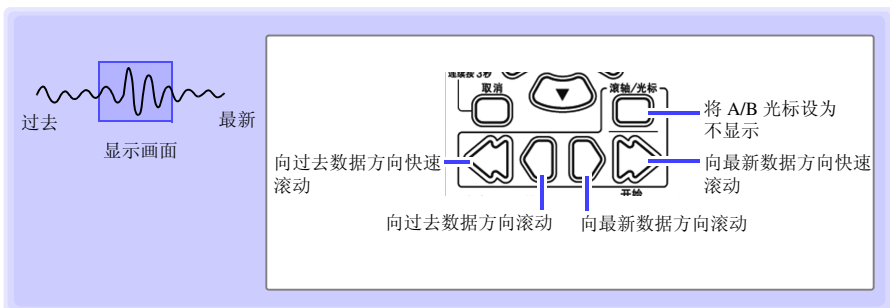 连续按3秒
取消
滚轴/光标
过去
最新
显示画面
将 A/B 光标设为
不显示
向过去数据方向快速
滚动
向最新数据方向快速
滚动
开始
向过去数据方向滚动
向最新数据方向滚动